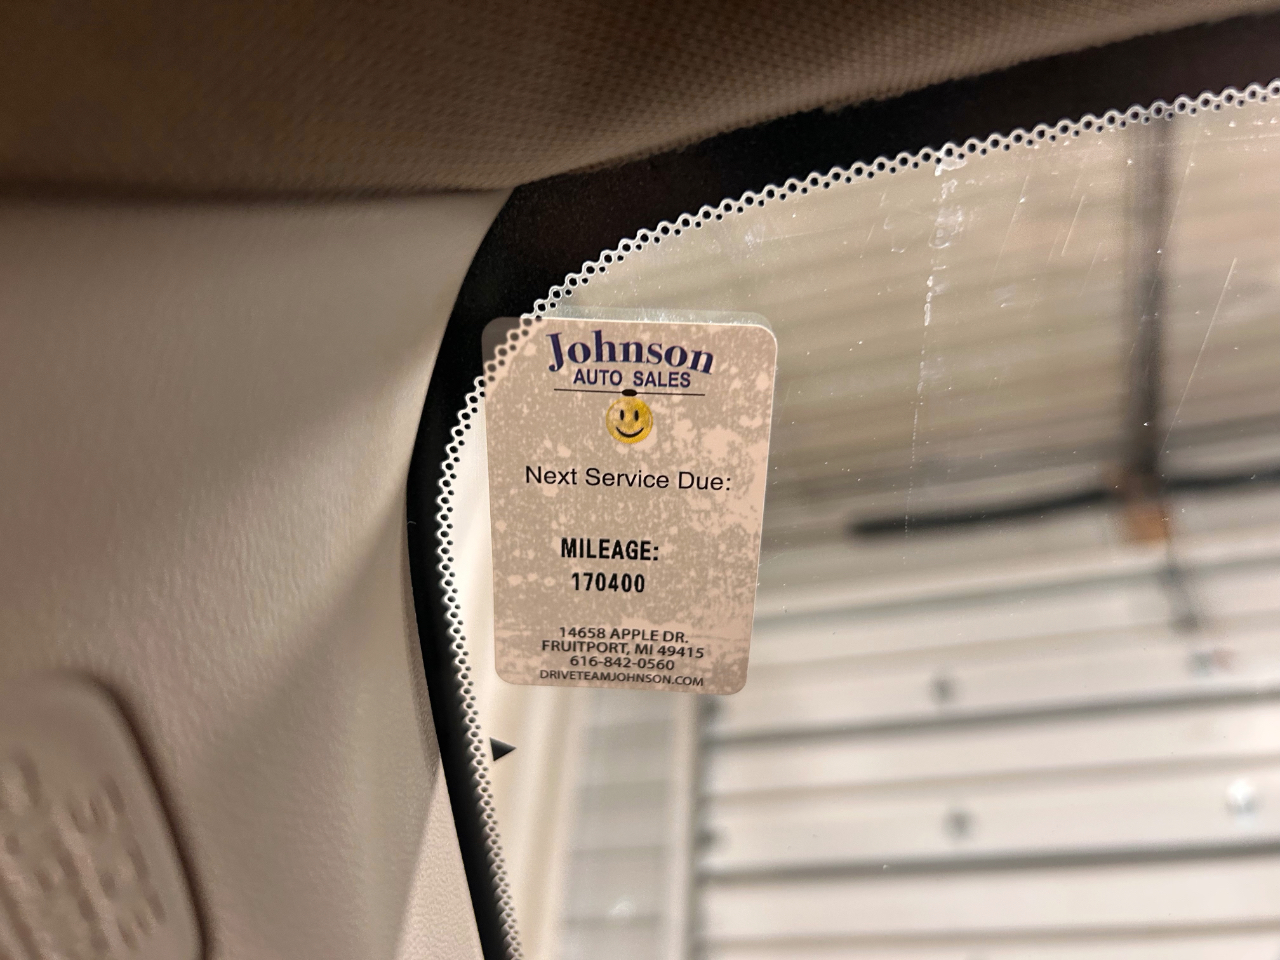 Johnson
AUTO SALES
Next Service Due:
MILEAGE:
170400
14658 APPLE DR.
FRUITPORT, MI 49415
616-842-0560
DRIVETEAMJOHNSON.COM